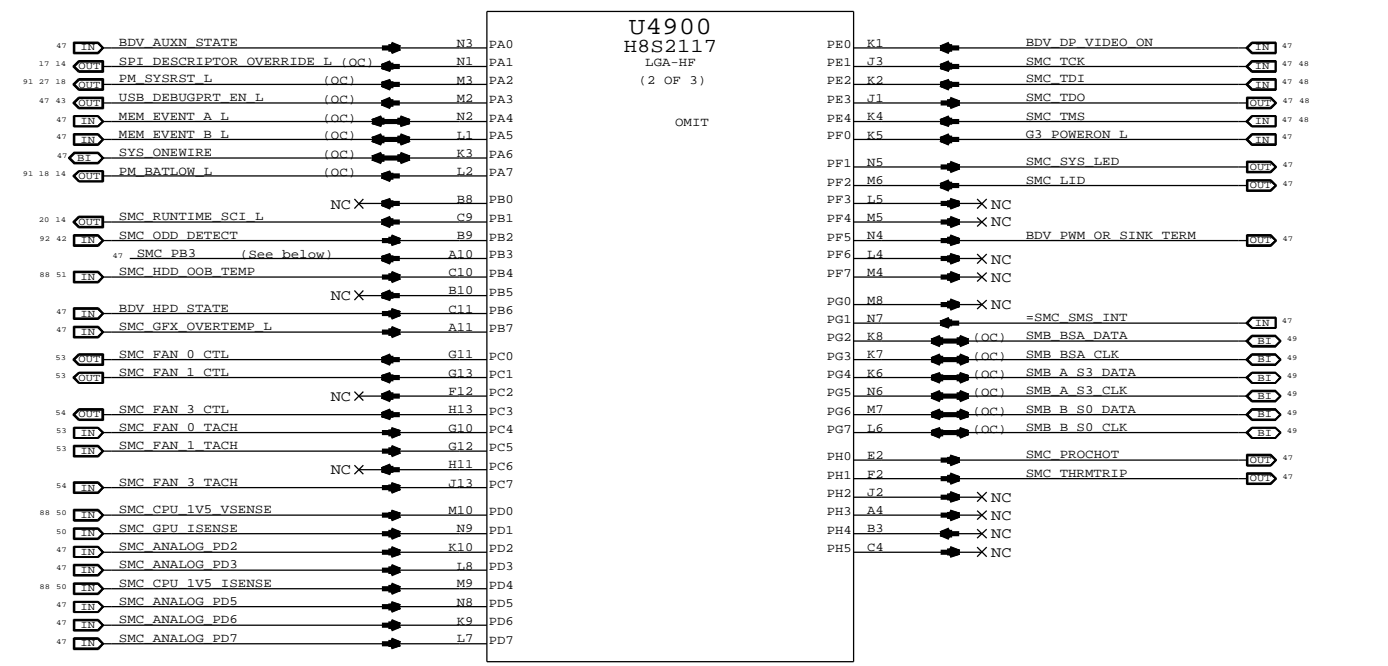 U4900
H8S2117
LGA-HF
(2 OF 3)
OMIT
47 IN BDV_AUXN_STATE N3 PA0
17 14 OUT SPI_DESCRIPTOR_OVERRIDE_L (OC) N1 PA1
91 27 18 OUT PM_SYSRST_L (OC) M3 PA2
47 43 OUT USB_DEBUGPRT_EN_L (OC) M2 PA3
47 IN MEM_EVENT_A_L (OC) N2 PA4
47 IN MEM_EVENT_B_L (OC) L1 PA5
47 BI SYS_ONEWIRE (OC) K3 PA6
91 18 14 OUT PM_BATLOW_L (OC) L2 PA7
NC B8 PB0
20 14 OUT SMC_RUNTIME_SCI_L C9 PB1
92 42 IN SMC_ODD_DETECT B9 PB2
47 SMC_PB3 (See below) A10 PB3
88 51 IN SMC_HDD_OOB_TEMP C10 PB4
NC B10 PB5
47 IN BDV_HPD_STATE C11 PB6
47 IN SMC_GFX_OVERTEMP_L A11 PB7
53 OUT SMC_FAN_0_CTL G11 PC0
53 OUT SMC_FAN_1_CTL G13 PC1
NC F12 PC2
54 OUT SMC_FAN_3_CTL H13 PC3
53 IN SMC_FAN_0_TACH G10 PC4
53 IN SMC_FAN_1_TACH G12 PC5
NC H11 PC6
54 IN SMC_FAN_3_TACH J13 PC7
88 50 IN SMC_CPU_1V5_VSENSE M10 PD0
50 IN SMC_GPU_ISENSE N9 PD1
47 IN SMC_ANALOG_PD2 K10 PD2
47 IN SMC_ANALOG_PD3 L8 PD3
88 50 IN SMC_CPU_1V5_ISENSE M9 PD4
47 IN SMC_ANALOG_PD5 N8 PD5
47 IN SMC_ANALOG_PD6 K9 PD6
47 IN SMC_ANALOG_PD7 L7 PD7
PE0 K1 BDV_DP_VIDEO_ON IN 47
PE1 J3 SMC_TCK IN 47 48
PE2 K2 SMC_TDI IN 47 48
PE3 J1 SMC_TDO OUT 47 48
PE4 K4 SMC_TMS IN 47 48
PF0 K5 G3_POWERON_L IN 47
PF1 N5 SMC_SYS_LED OUT 47
PF2 M6 SMC_LID OUT 47
PF3 L5 NC
PF4 M5 NC
PF5 N4 BDV_PWM_OR_SINK_TERM OUT 47
PF6 L4 NC
PF7 M4 NC
PG0 M8 NC
PG1 N7 =SMC_SMS_INT IN 47
PG2 K8 (OC) SMB_BSA_DATA BI 49
PG3 K7 (OC) SMB_BSA_CLK BI 49
PG4 K6 (OC) SMB_A_S3_DATA BI 49
PG5 N6 (OC) SMB_A_S3_CLK BI 49
PG6 M7 (OC) SMB_B_S0_DATA BI 49
PG7 L6 (OC) SMB_B_S0_CLK BI 49
PH0 E2 SMC_PROCHOT OUT 47
PH1 F2 SMC_THRMTRIP OUT 47
PH2 J2 NC
PH3 A4 NC
PH4 B3 NC
PH5 C4 NC